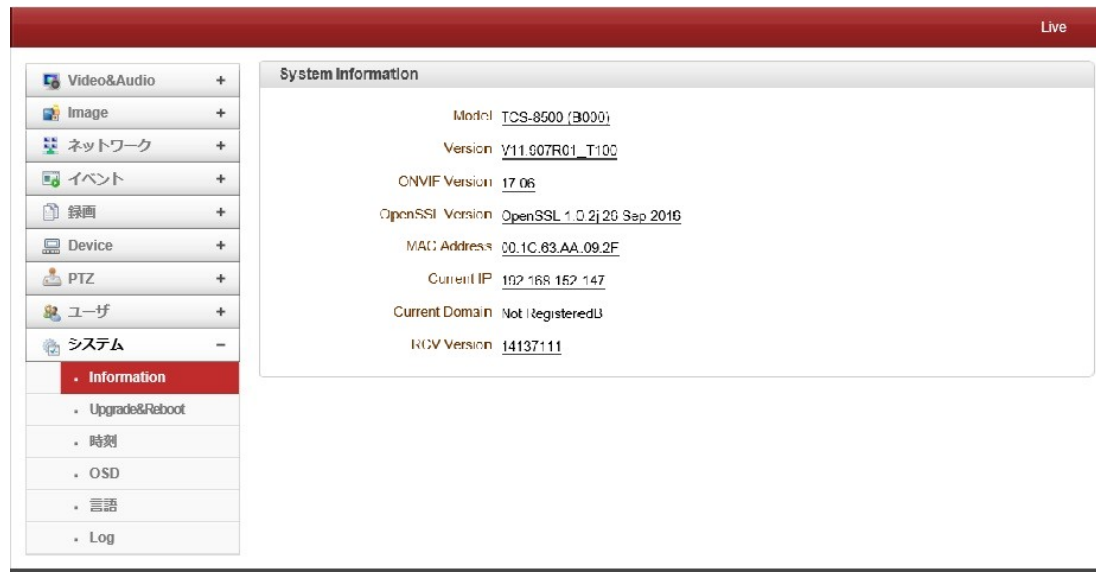 Live
Video&Audio +
Image +
ネットワーク +
イベント +
録画 +
Device +
PTZ +
ユーザ +
システム -
• Information
• Upgrade&Reboot
• 時刻
• OSD
• 言語
• Log
System Information
Model TCS-8500 (B000)
Version V11.907R01_T100
ONVIF Version 17.06
OpenSSL Version OpenSSL 1.0.2j 26 Sep 2016
MAC Address 00.1C.63.AA.09.2F
Current IP 192.168.152.147
Current Domain Not Registered
RCV Version 14137111